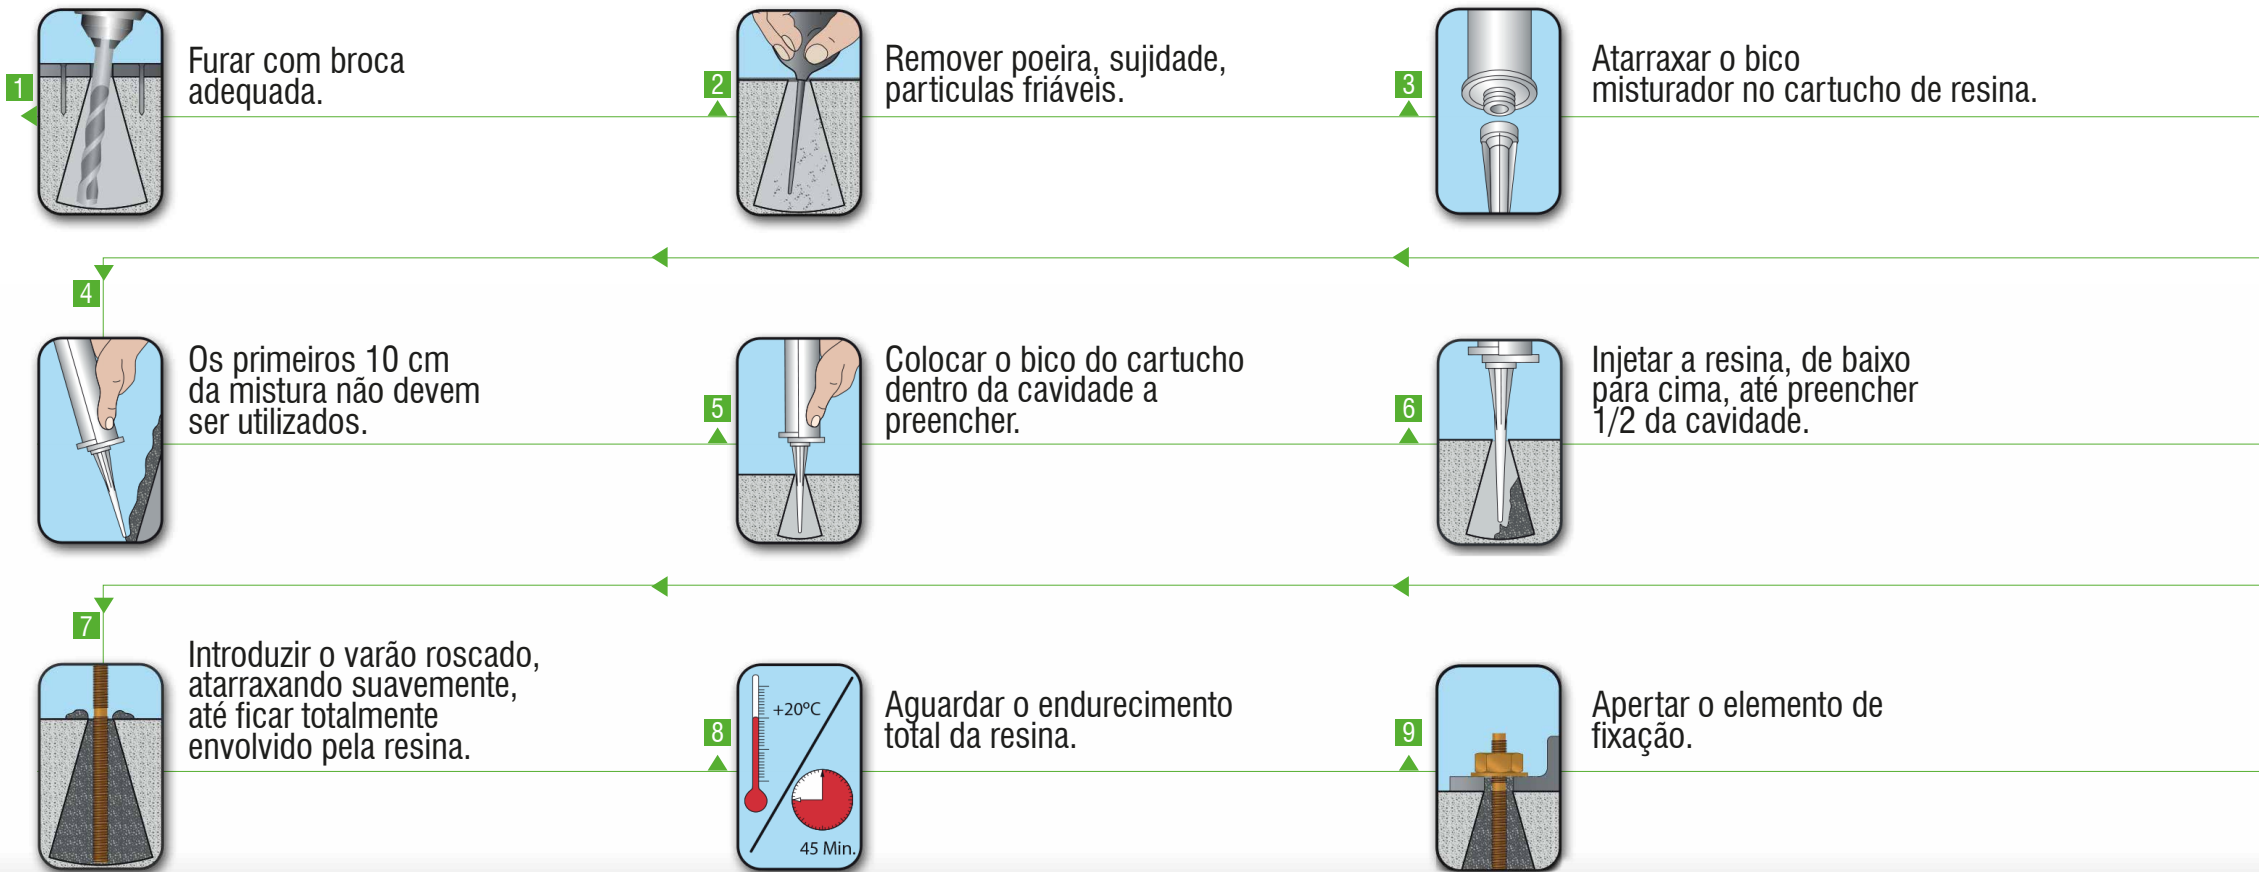 1
Furar com broca
adequada.
2
Remover poeira, sujidade,
particulas friáveis.
3
Atarraxar o bico
misturador no cartucho de resina.
4
Os primeiros 10 cm
da mistura não devem
ser utilizados.
5
Colocar o bico do cartucho
dentro da cavidade a
preencher.
6
Injetar a resina, de baixo
para cima, até preencher
1/2 da cavidade.
7
Introduzir o varão roscado,
atarraxando suavemente,
até ficar totalmente
envolvido pela resina.
8
+20ºC
45 Min.
Aguardar o endurecimento
total da resina.
9
Apertar o elemento de
fixação.